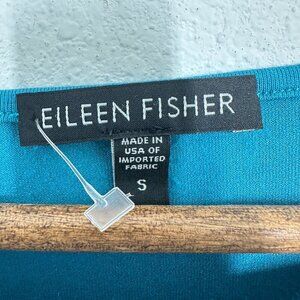 EILEEN FISHER
MADE IN
USA OF
IMPORTED
FABRIC
S